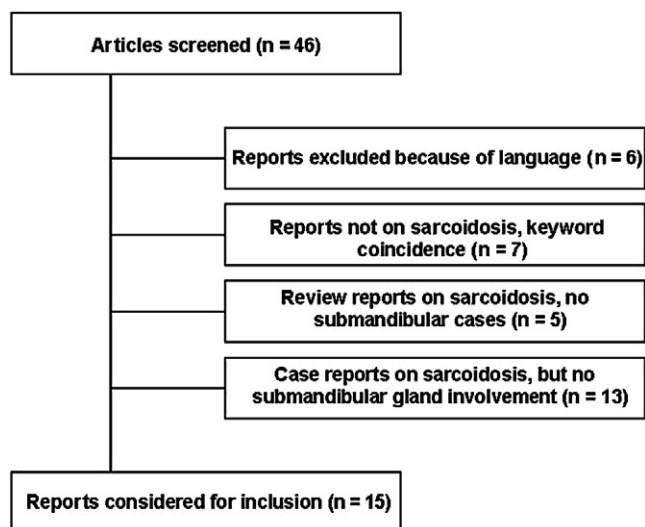 Articles screened (n = 46)
Reports excluded because of language (n = 6)
Reports not on sarcoidosis, keyword
coincidence (n = 7)
Review reports on sarcoidosis, no
submandibular cases (n = 5)
Case reports on sarcoidosis, but no
submandibular gland involvement (n = 13)
Reports considered for inclusion (n = 15)